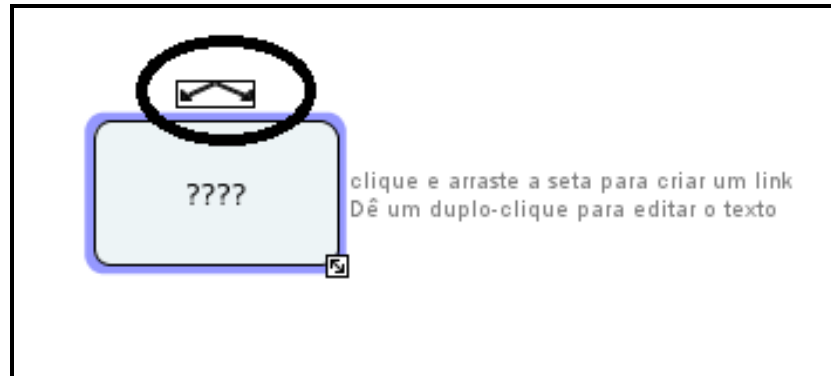 ????
clique e arraste a seta para criar um link
Dê um duplo-clique para editar o texto